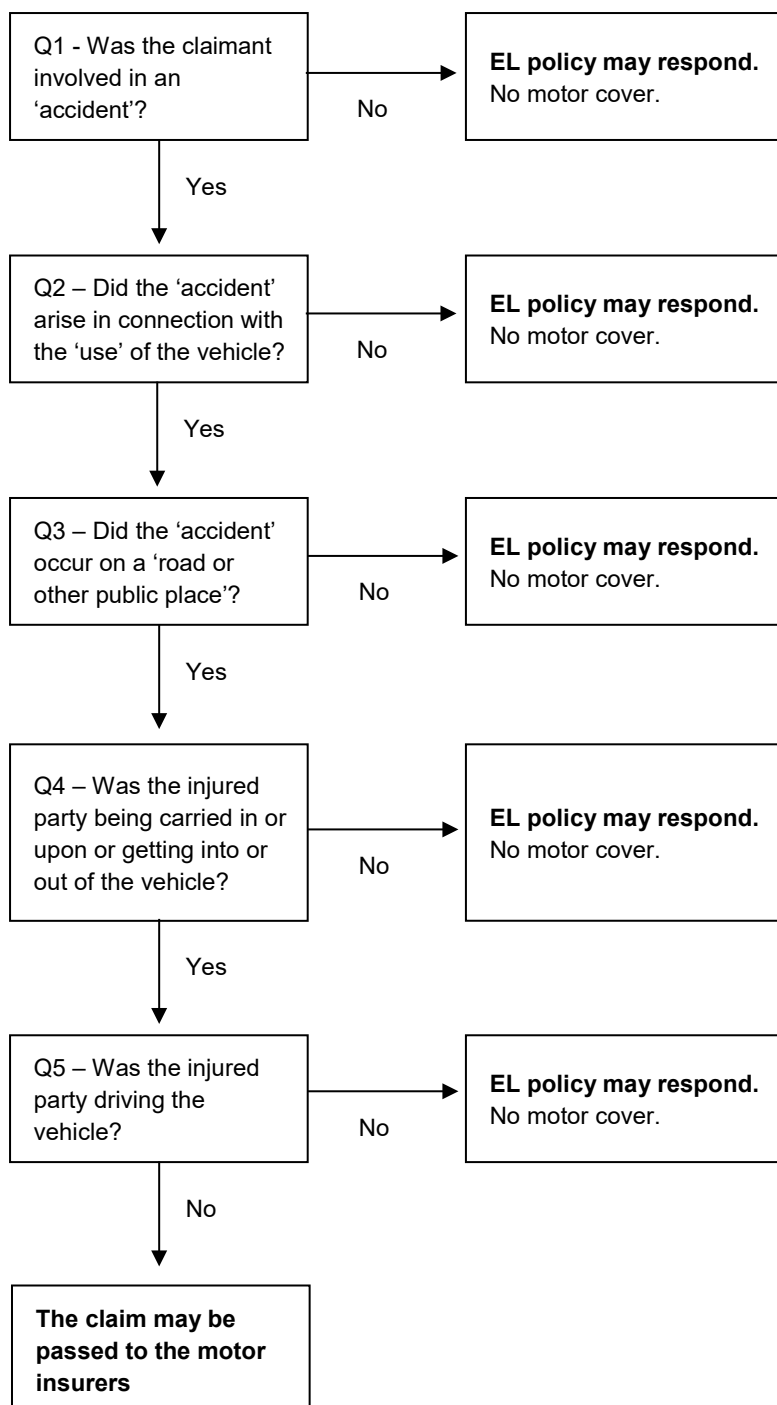 Q1 - Was the claimant
involved in an
‘accident’?
No
EL policy may respond.
No motor cover.
Yes
Q2 – Did the ‘accident’
arise in connection with
the ‘use’ of the vehicle?
No
EL policy may respond.
No motor cover.
Yes
Q3 – Did the ‘accident’
occur on a ‘road or
other public place’?
No
EL policy may respond.
No motor cover.
Yes
Q4 – Was the injured
party being carried in or
upon or getting into or
out of the vehicle?
No
EL policy may respond.
No motor cover.
Yes
Q5 – Was the injured
party driving the
vehicle?
No
EL policy may respond.
No motor cover.
No
The claim may be
passed to the motor
insurers